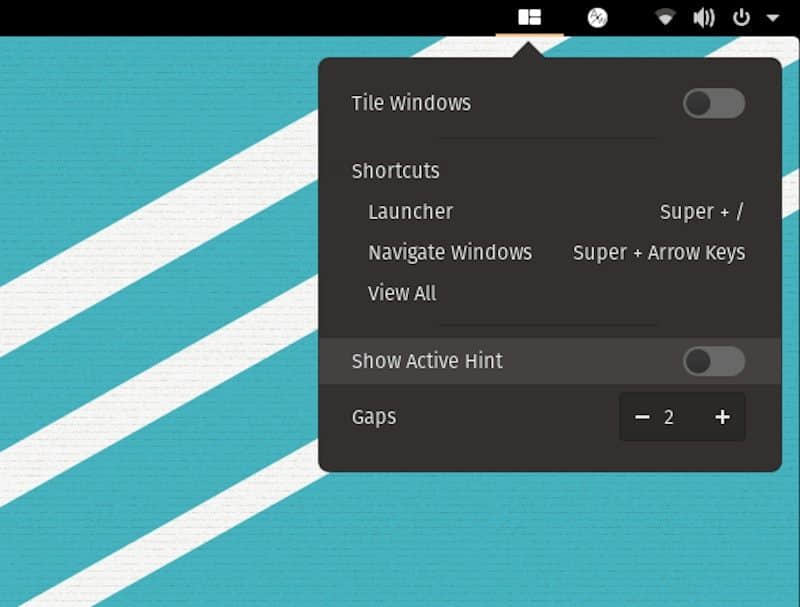 Tile Windows
Shortcuts
Launcher Super + /
Navigate Windows Super + Arrow Keys
View All
Show Active Hint
Gaps − 2 +